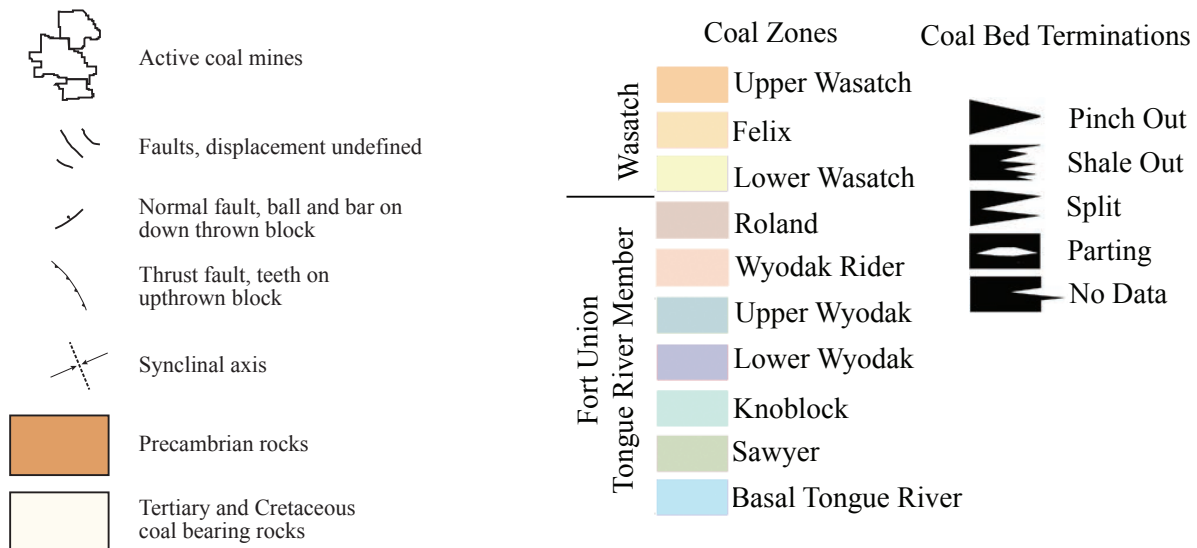 Active coal mines
Faults, displacement undefined
Normal fault, ball and bar on
down thrown block
Thrust fault, teeth on
upthrown block
Synclinal axis
Precambrian rocks
Tertiary and Cretaceous
coal bearing rocks
Coal Zones
Wasatch
Upper Wasatch
Felix
Lower Wasatch
Fort Union
Tongue River Member
Roland
Wyodak Rider
Upper Wyodak
Lower Wyodak
Knoblock
Sawyer
Basal Tongue River
Coal Bed Terminations
Pinch Out
Shale Out
Split
Parting
No Data